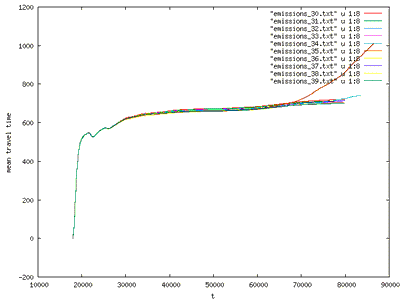 1200
1000
800
600
400
200
0
-200
mean travel time
"emissions_30.txt" u 1:8
"emissions_31.txt" u 1:8
"emissions_32.txt" u 1:8
"emissions_33.txt" u 1:8
"emissions_34.txt" u 1:8
"emissions_35.txt" u 1:8
"emissions_36.txt" u 1:8
"emissions_37.txt" u 1:8
"emissions_38.txt" u 1:8
"emissions_39.txt" u 1:8
10000 20000 30000 40000 50000 60000 70000 80000 90000
t